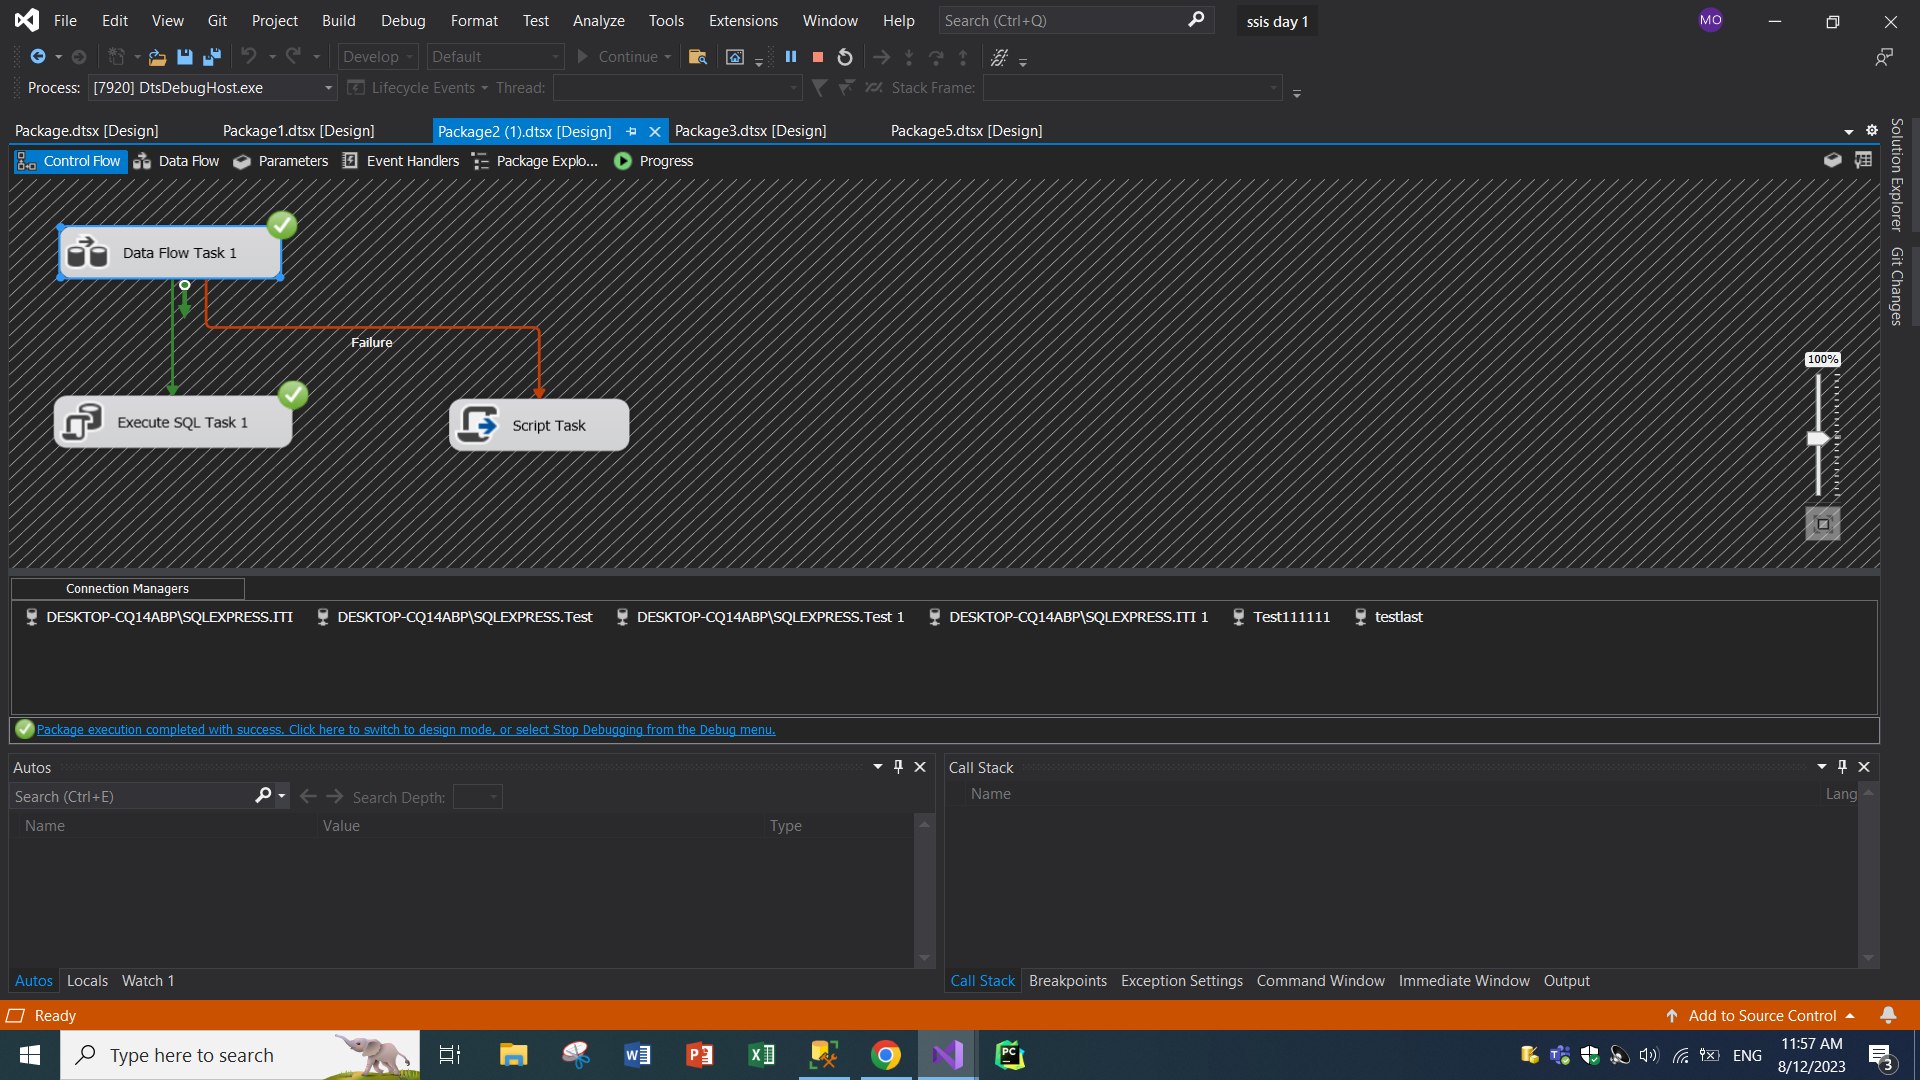 File Edit View Git Project Build Debug Format Test Analyze Tools Extensions Window Help Search (Ctrl+Q) ssis day 1 MO
Develop Default Continue
Process: [7920] DtsDebugHost.exe Lifecycle Events Thread: Stack Frame:
Package.dtsx [Design] Package1.dtsx [Design] Package2 (1).dtsx [Design] Package3.dtsx [Design] Package5.dtsx [Design]
Control Flow Data Flow Parameters Event Handlers Package Explo... Progress
Solution Explorer
Git Changes
Data Flow Task 1
Failure
100%
Execute SQL Task 1
Script Task
Connection Managers
DESKTOP-CQ14ABP\SQLEXPRESS.ITI DESKTOP-CQ14ABP\SQLEXPRESS.Test DESKTOP-CQ14ABP\SQLEXPRESS.Test 1 DESKTOP-CQ14ABP\SQLEXPRESS.ITI 1 Test111111 testlast
Package execution completed with success. Click here to switch to design mode, or select Stop Debugging from the Debug menu.
Autos
Search (Ctrl+E) Search Depth:
Name Value Type
Autos Locals Watch 1
Call Stack
Name Lang
Call Stack Breakpoints Exception Settings Command Window Immediate Window Output
Ready Add to Source Control
Type here to search
W P X PC
ENG
11:57 AM
8/12/2023
3